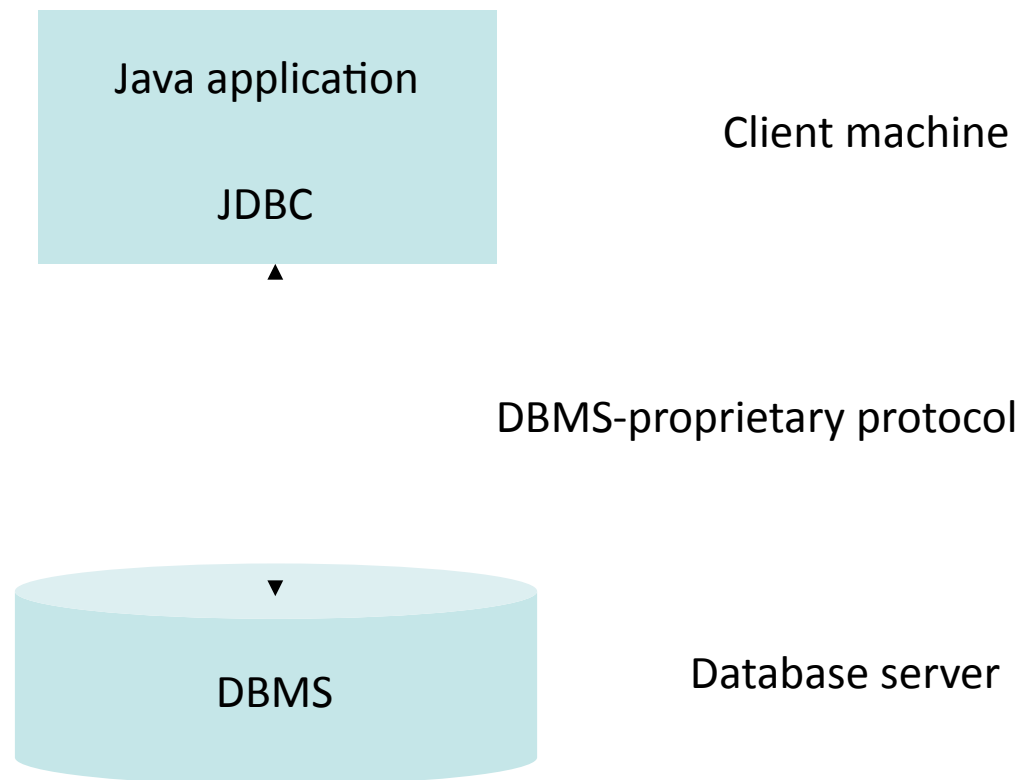 Java application
Client machine
JDBC
DBMS-proprietary protocol
Database server
DBMS